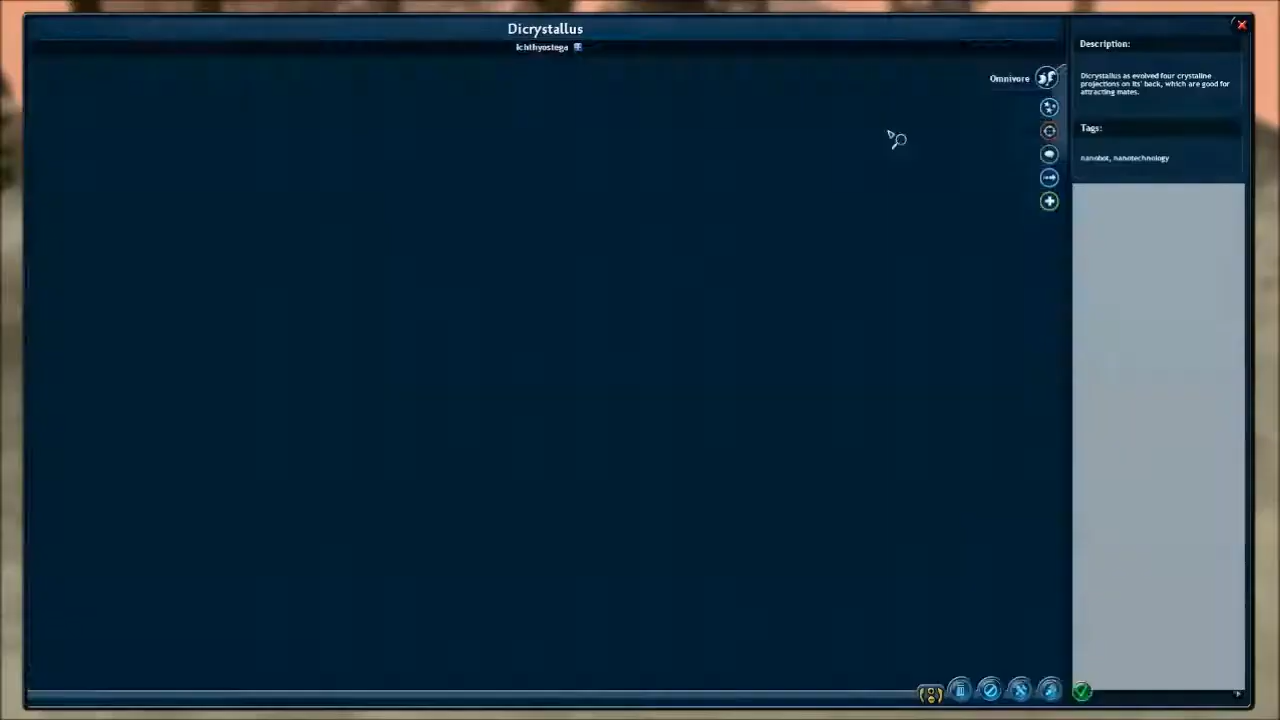 Dicrystallus
Ichthyostega
Omnivore
Description:
Dicrystallus as evolved four crystaline
projections on its' back, which are good for
attracting mates.
Tags:
nanobot, nanotechnology